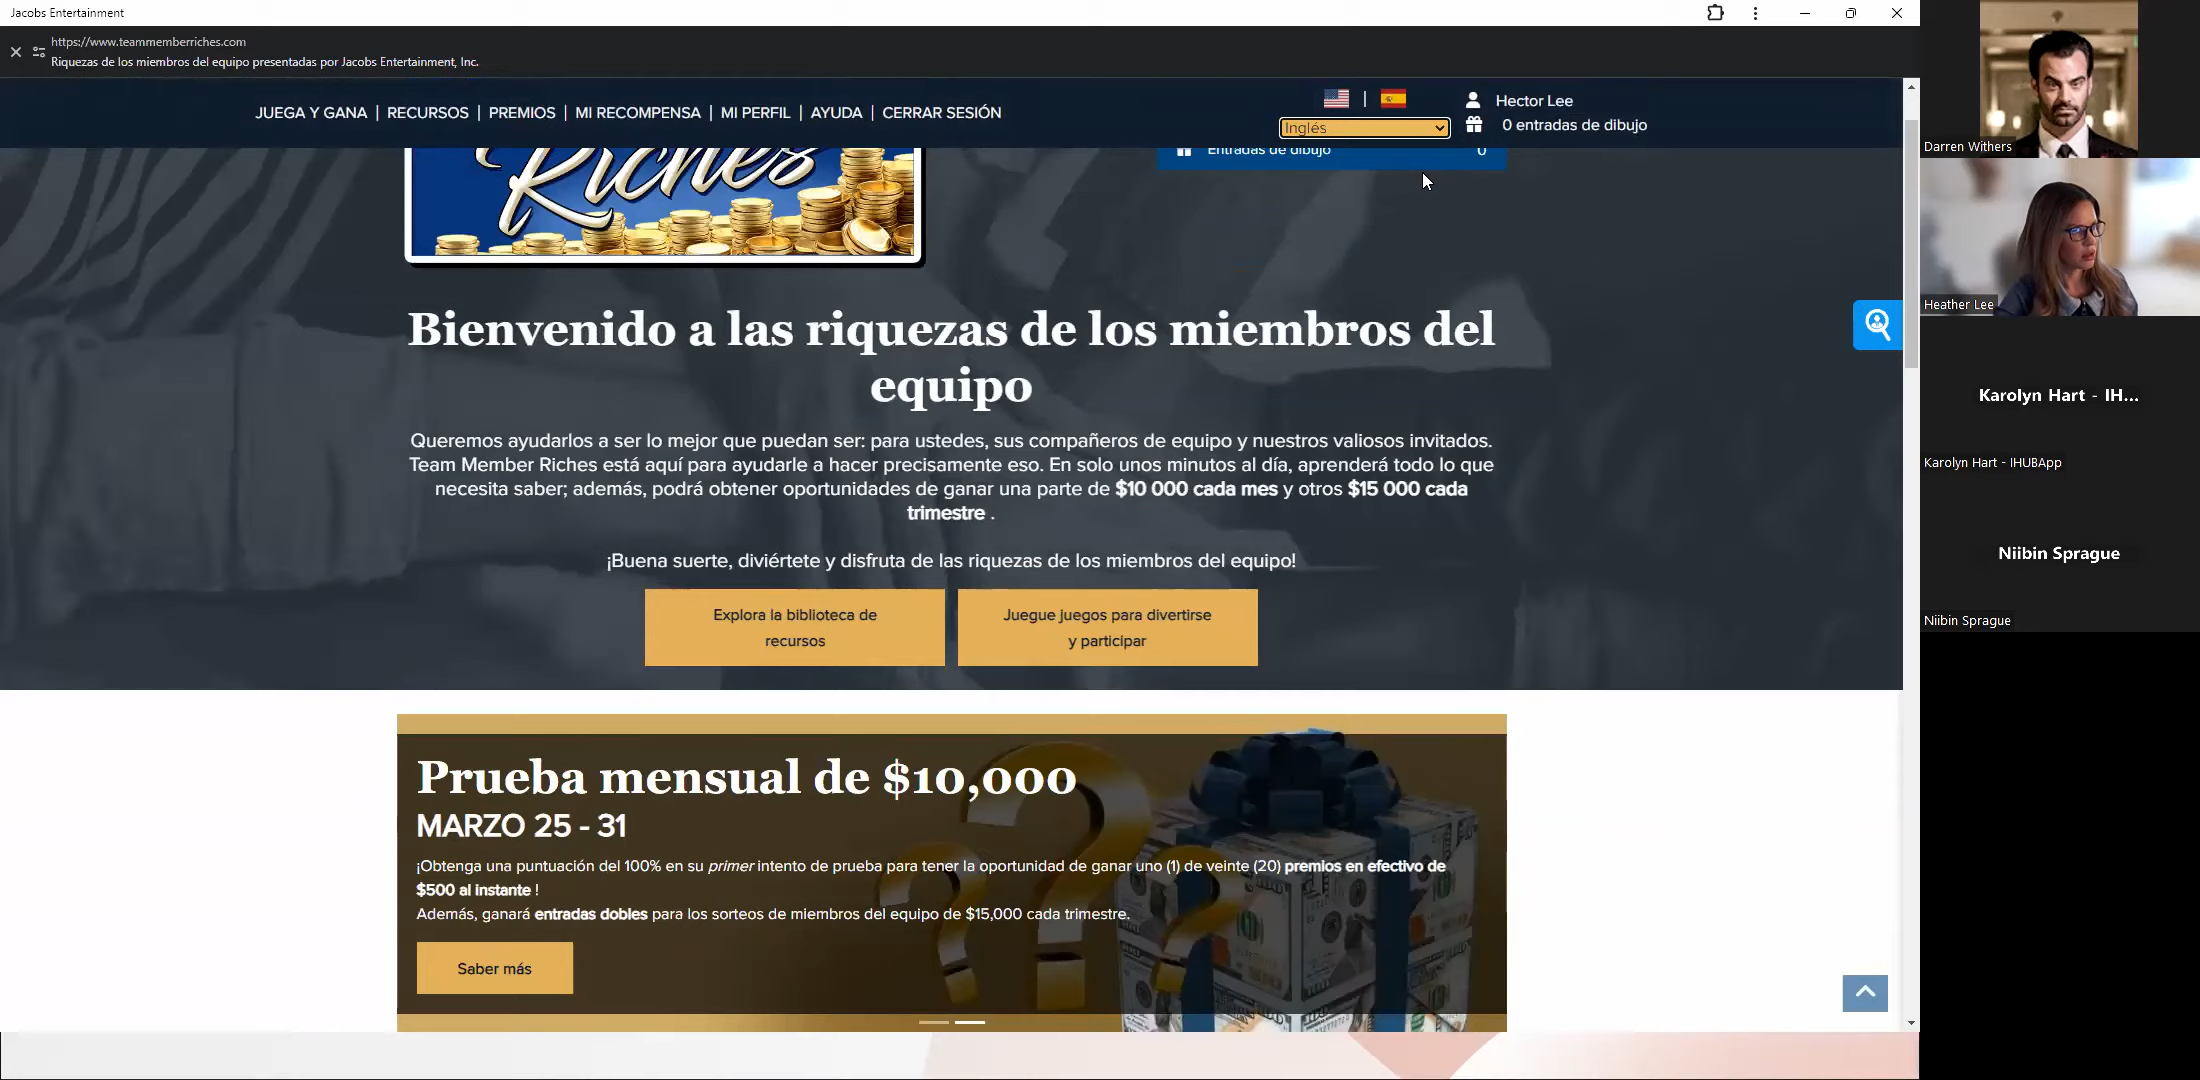 Jacobs Entertainment
https://www.teammemberriches.com
Riquezas de los miembros del equipo presentadas por Jacobs Entertainment, Inc.
JUEGA Y GANA | RECURSOS | PREMIOS | MI RECOMPENSA | MI PERFIL | AYUDA | CERRAR SESIÓN
|
Inglés
Hector Lee
0 entradas de dibujo
Entradas de dibujo 0
Riches
Bienvenido a las riquezas de los miembros del
equipo
Queremos ayudarlos a ser lo mejor que puedan ser: para ustedes, sus compañeros de equipo y nuestros valiosos invitados.
Team Member Riches está aquí para ayudarle a hacer precisamente eso. En solo unos minutos al día, aprenderá todo lo que
necesita saber; además, podrá obtener oportunidades de ganar una parte de $10 000 cada mes y otros $15 000 cada
trimestre .
¡Buena suerte, diviértete y disfruta de las riquezas de los miembros del equipo!
Explora la biblioteca de
recursos
Juegue juegos para divertirse
y participar
Prueba mensual de $10,000
MARZO 25 - 31
¡Obtenga una puntuación del 100% en su primer intento de prueba para tener la oportunidad de ganar uno (1) de veinte (20) premios en efectivo de
$500 al instante !
Además, ganará entradas dobles para los sorteos de miembros del equipo de $15,000 cada trimestre.
Saber más
Darren Withers
Heather Lee
Karolyn Hart - IH...
Karolyn Hart - IHUBApp
Niibin Sprague
Niibin Sprague